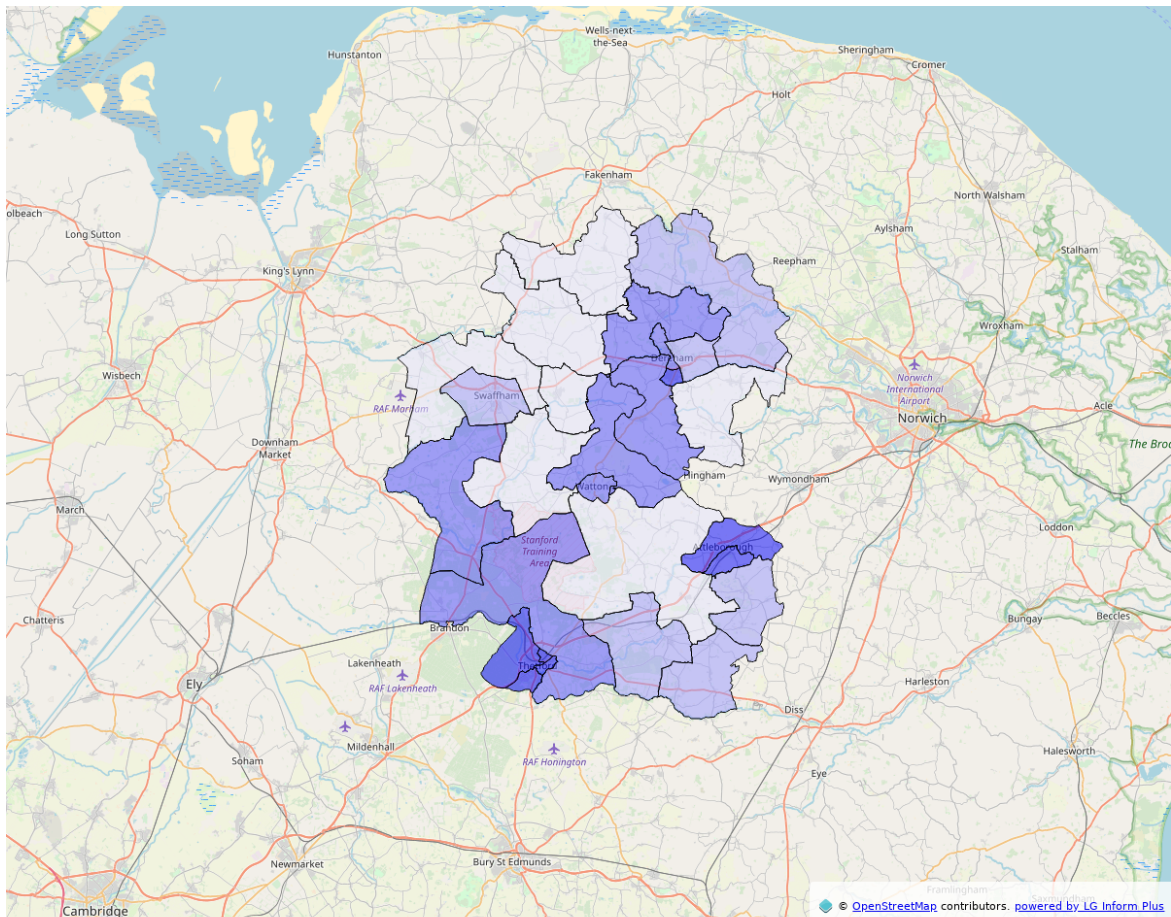 Wells-next-
the-Sea
Hunstanton
Sheringham
Cromer
Holt
Fakenham
North Walsham
olbeach
Long Sutton
Aylsham
Stalham
Reepham
King's Lynn
Wroxham
Dereham
Wisbech
Norwich
International
Airport
Swaffham
RAF Marham
Acle
Norwich
Downham
Market
The Broa
Hingham
Wymondham
Watton
March
Loddon
Stanford
Training
Area
Attleborough
Chatteris
Bungay
Beccles
Brandon
Lakenheath
Thetford
Ely
RAF Lakenheath
Harleston
Diss
Mildenhall
Halesworth
Soham
RAF Honington
Eye
Newmarket
Bury St Edmunds
Framlingham
© OpenStreetMap contributors. powered by LG Inform Plus
Cambridge